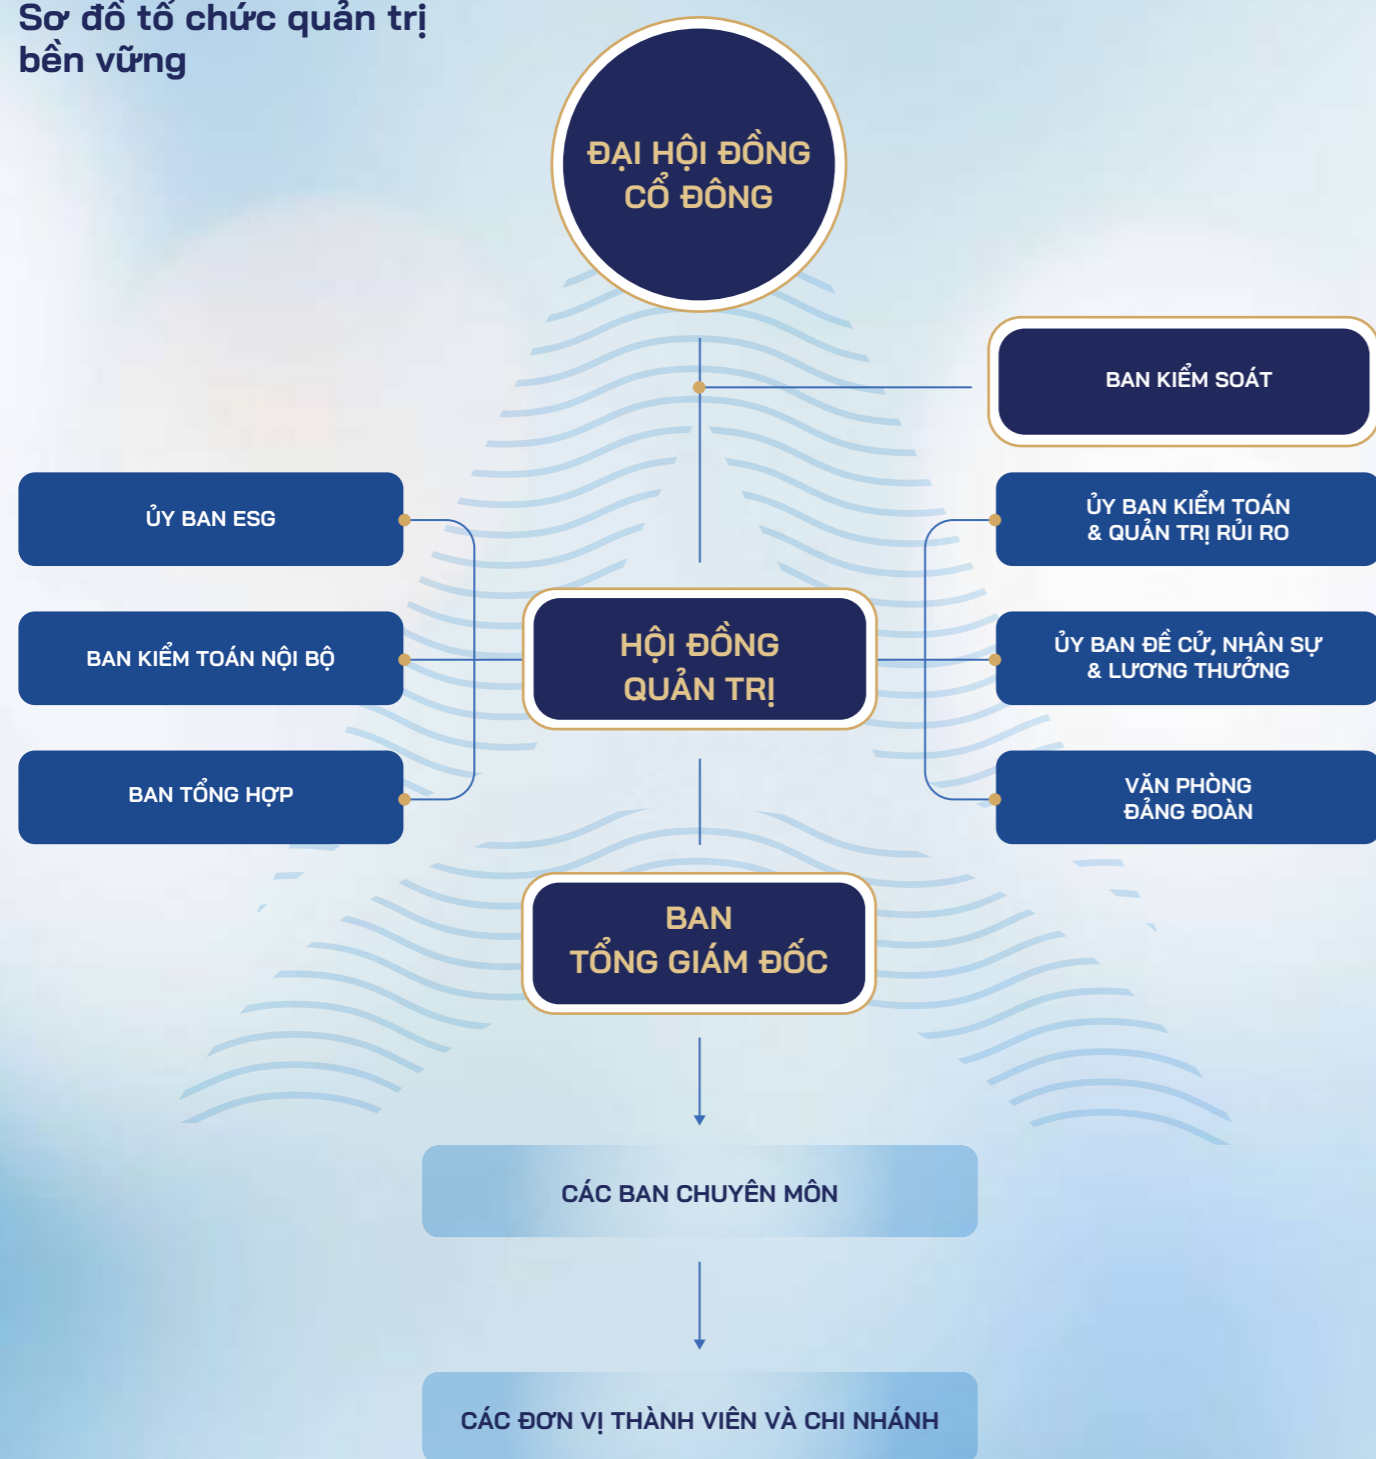 Sơ đồ tổ chức quản trị
bền vững
ĐẠI HỘI ĐỒNG
CỔ ĐÔNG
BAN KIỂM SOÁT
ỦY BAN ESG
BAN KIỂM TOÁN NỘI BỘ
BAN TỔNG HỢP
HỘI ĐỒNG
QUẢN TRỊ
ỦY BAN KIỂM TOÁN
& QUẢN TRỊ RỦI RO
ỦY BAN ĐỀ CỬ, NHÂN SỰ
& LƯƠNG THƯỞNG
VĂN PHÒNG
ĐẢNG ĐOÀN
BAN
TỔNG GIÁM ĐỐC
CÁC BAN CHUYÊN MÔN
CÁC ĐƠN VỊ THÀNH VIÊN VÀ CHI NHÁNH